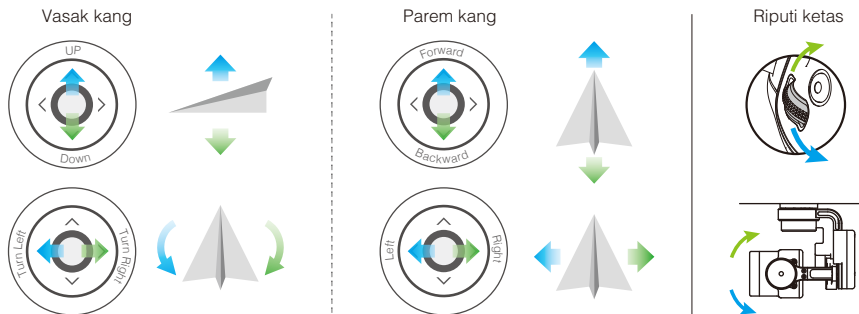 Vasak kang
UP
Down
Turn Left
Turn Right
Parem kang
Forward
Backward
Left
Right
Riputi ketas